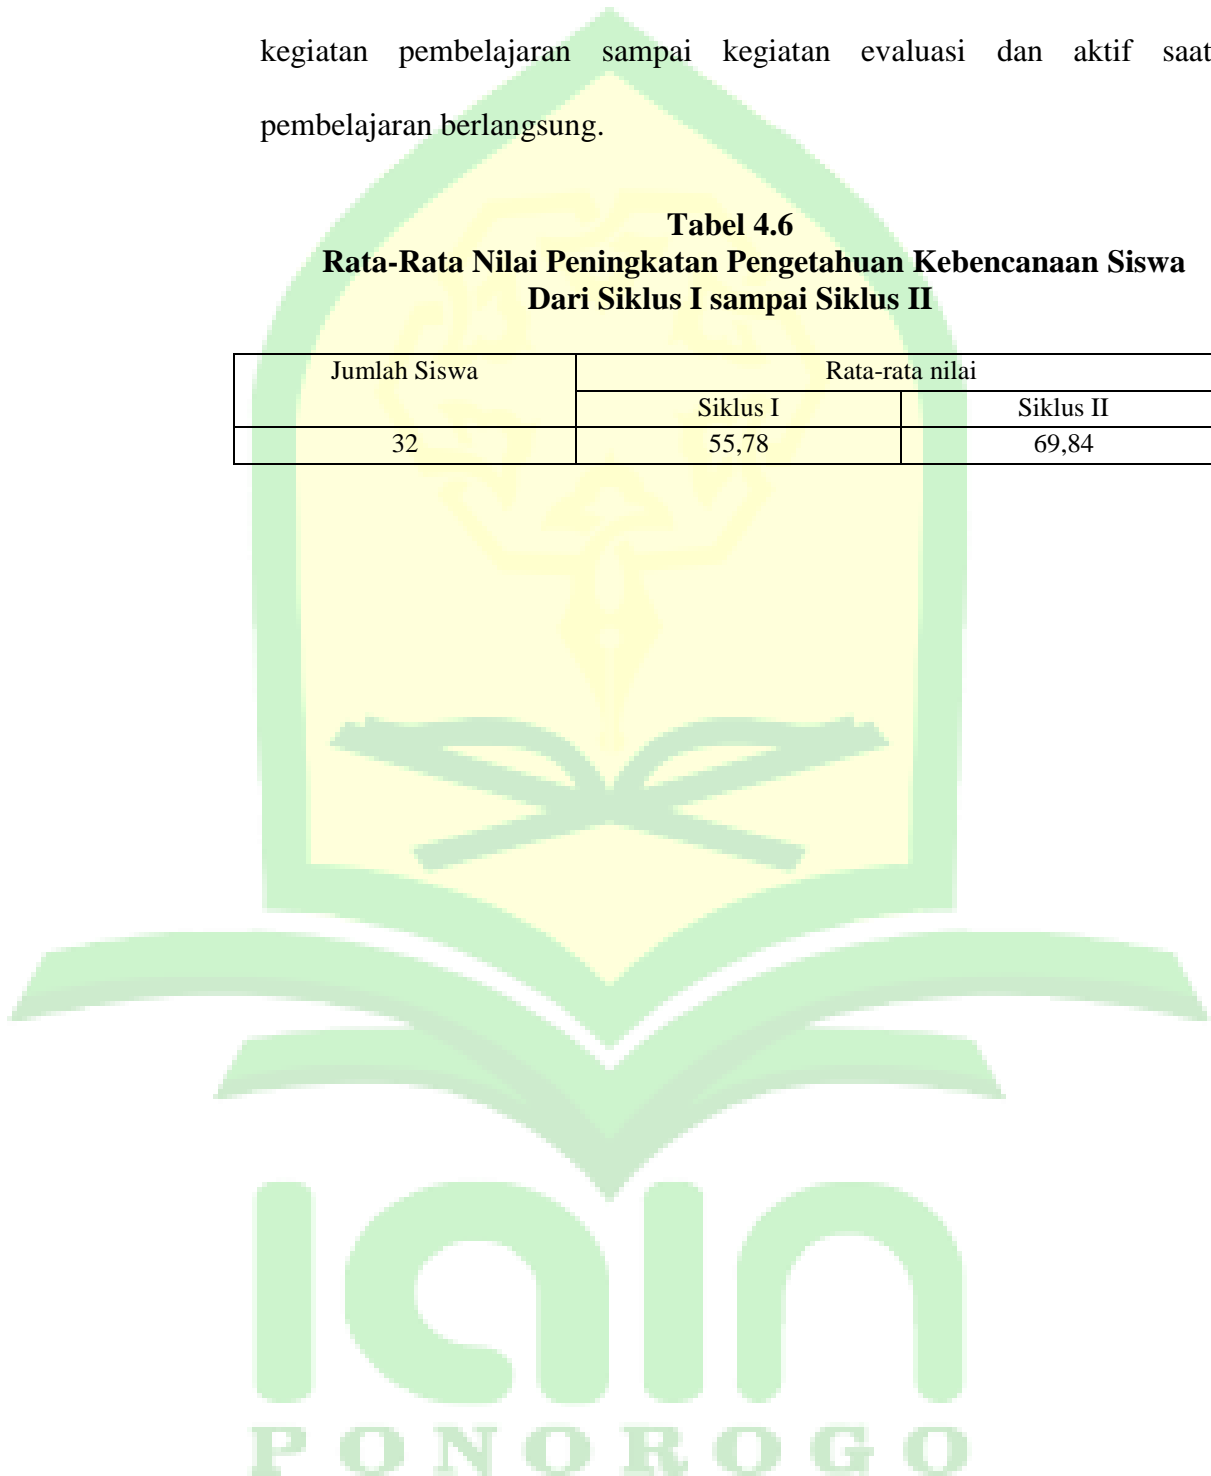 kegiatan pembelajaran sampai kegiatan evaluasi dan aktif saat
pembelajaran berlangsung.
Tabel 4.6
Rata-Rata Nilai Peningkatan Pengetahuan Kebencanaan Siswa
Dari Siklus I sampai Siklus II
Jumlah Siswa Rata-rata nilai
Siklus I Siklus II
32 55,78 69,84
iain
PONOROGO